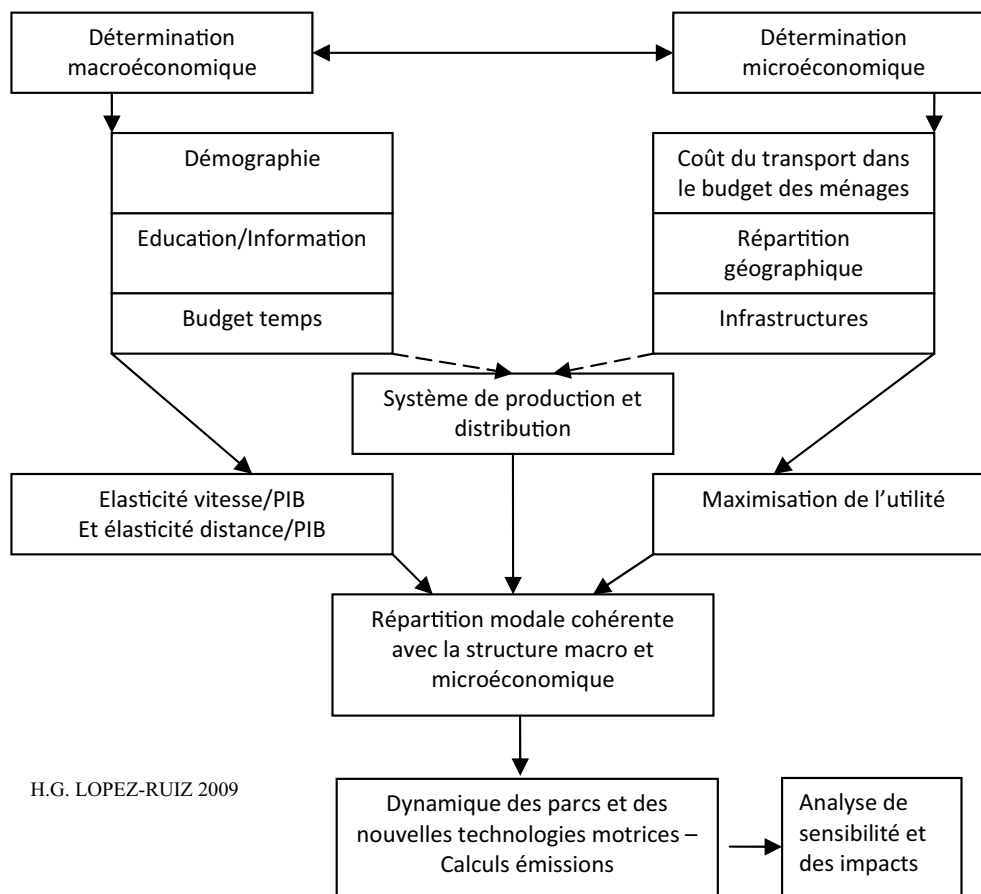 Détermination
macroéconomique
Détermination
microéconomique
Démographie
Education/Information
Budget temps
Coût du transport dans
le budget des ménages
Répartition
géographique
Infrastructures
Système de production et
distribution
Elasticité vitesse/PIB
Et élasticité distance/PIB
Maximisation de l’utilité
Répartition modale cohérente
avec la structure macro et
microéconomique
H.G. LOPEZ-RUIZ 2009
Dynamique des parcs et des
nouvelles technologies motrices –
Calculs émissions
Analyse de
sensibilité et
des impacts